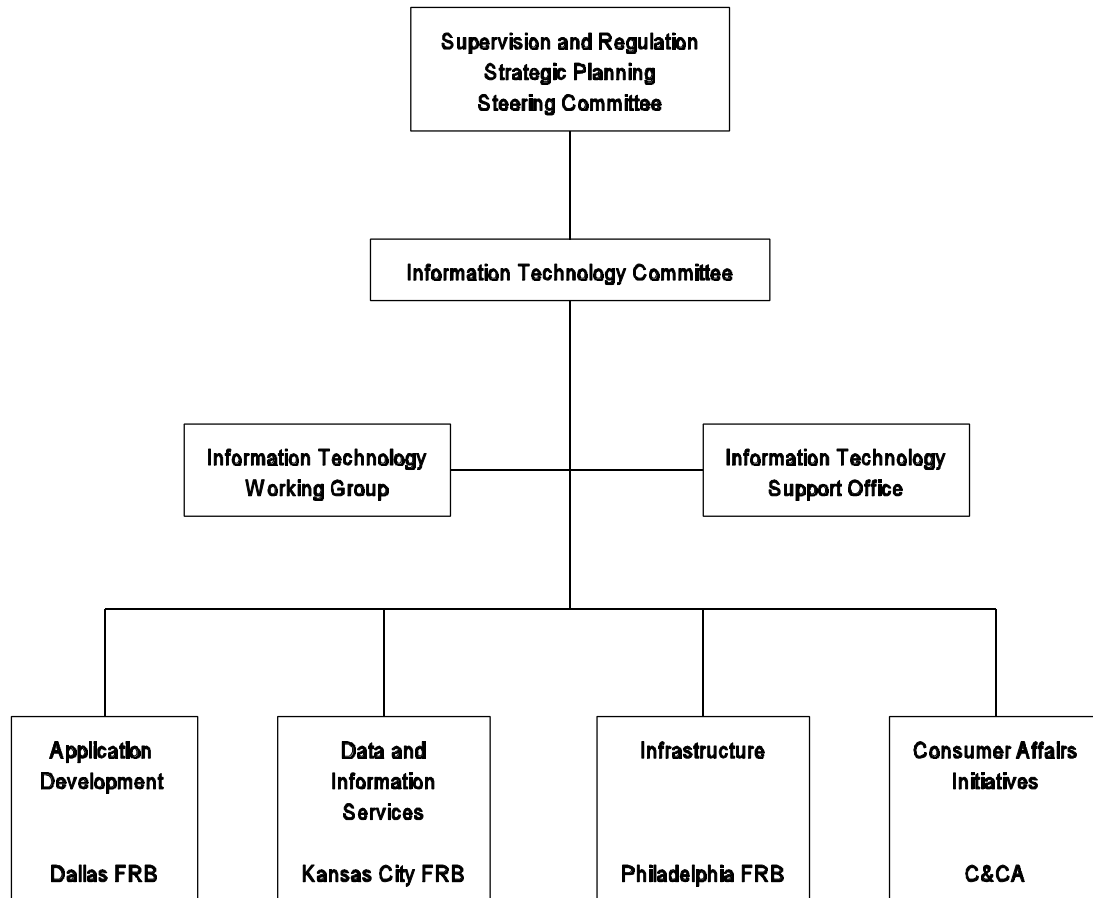 Supervision and Regulation
Strategic Planning
Steering Committee
Information Technology Committee
Information Technology
Working Group
Information Technology
Support Office
Application
Development
Dallas FRB
Data and
Information
Services
Kansas City FRB
Infrastructure
Philadelphia FRB
Consumer Affairs
Initiatives
C&CA